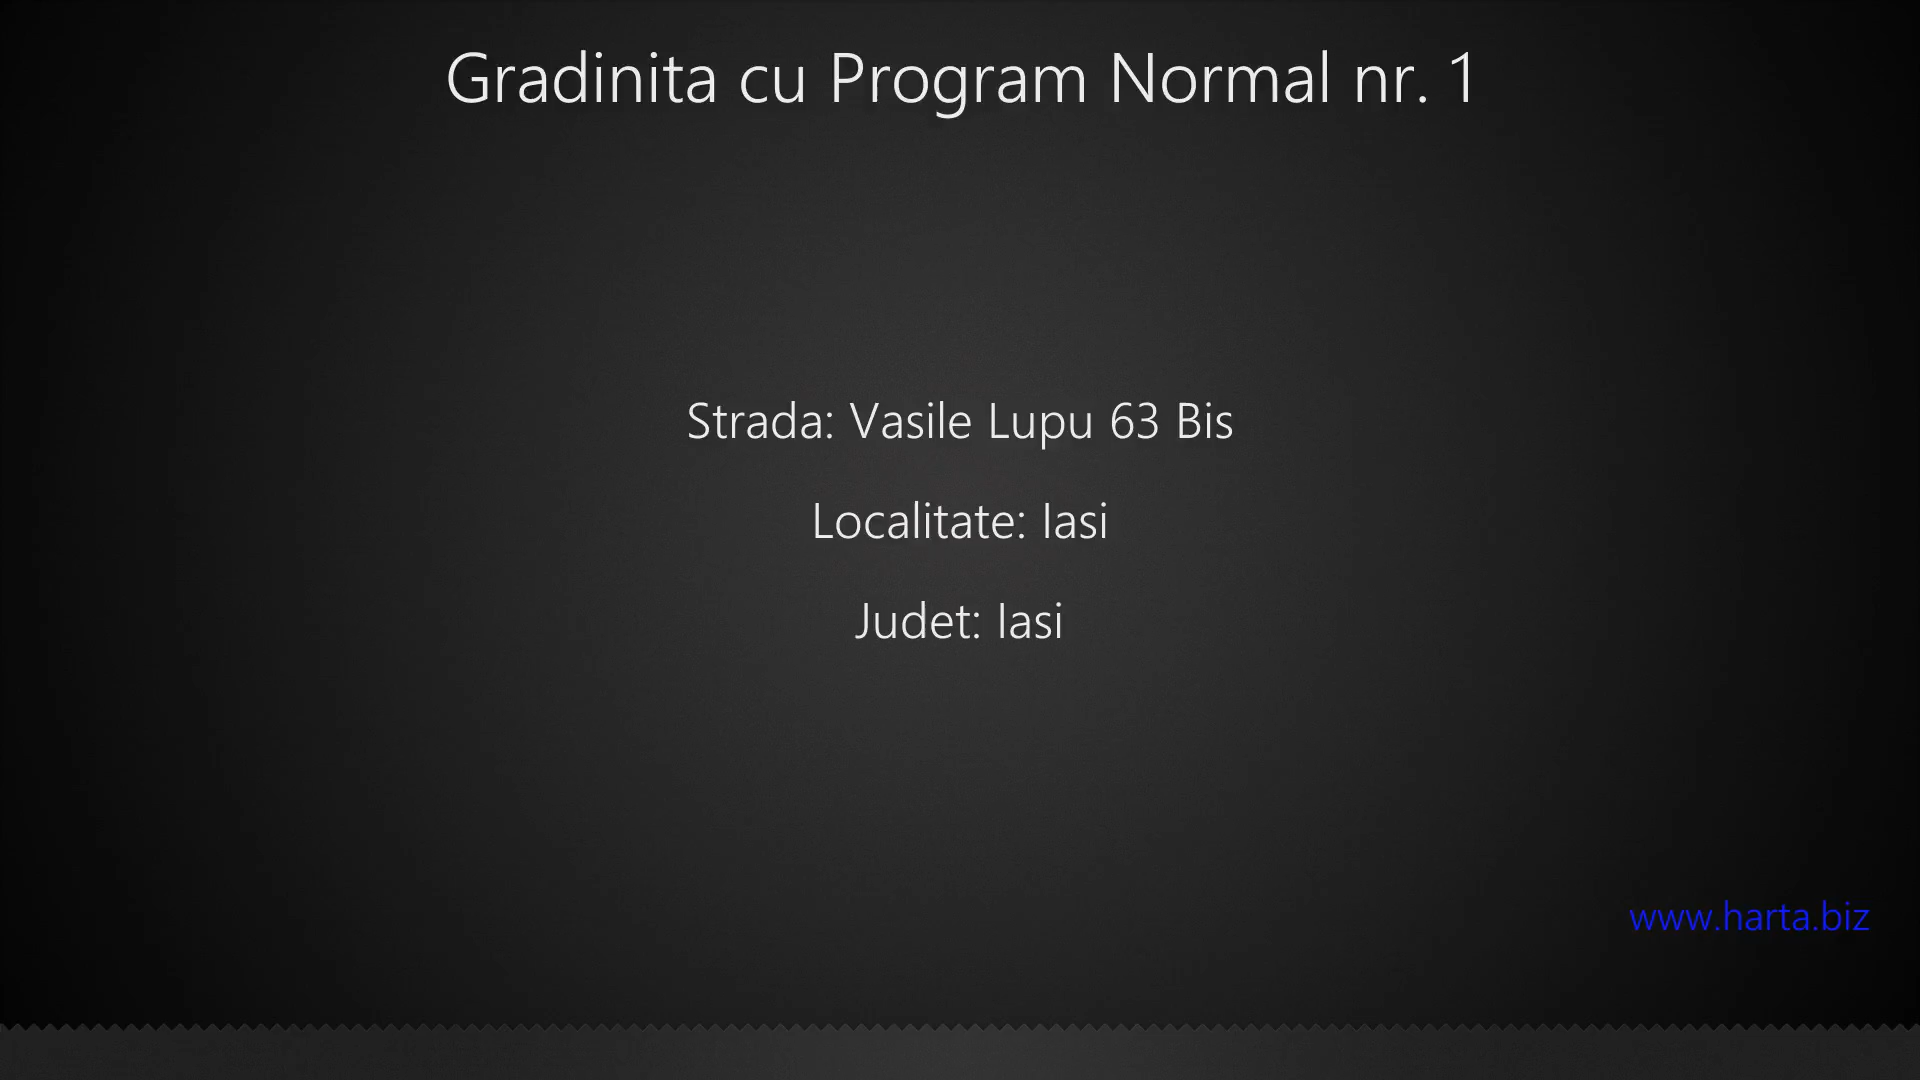 Gradinita cu Program Normal nr. 1
Strada: Vasile Lupu 63 Bis
Localitate: Iasi
Judet: Iasi
www.harta.biz